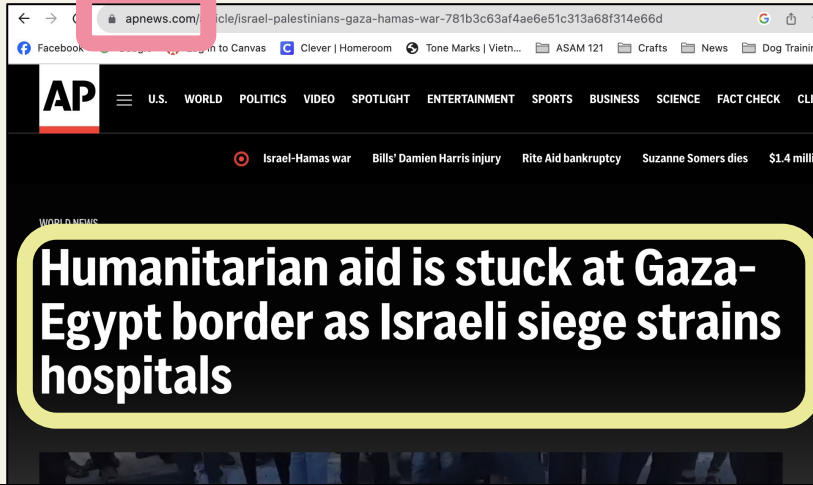 apnews.com/article/israel-palestinians-gaza-hamas-war-781b3c63af4ae6e51c313a68f314e66d
Facebook Log In to Canvas Clever | Homeroom Tone Marks | Vietn... ASAM 121 Crafts News Dog Trainin
AP U.S. WORLD POLITICS VIDEO SPOTLIGHT ENTERTAINMENT SPORTS BUSINESS SCIENCE FACT CHECK CLI
Israel-Hamas war Bills' Damien Harris injury Rite Aid bankruptcy Suzanne Somers dies $1.4 milli
WORLD NEWS
Humanitarian aid is stuck at Gaza-
Egypt border as Israeli siege strains
hospitals